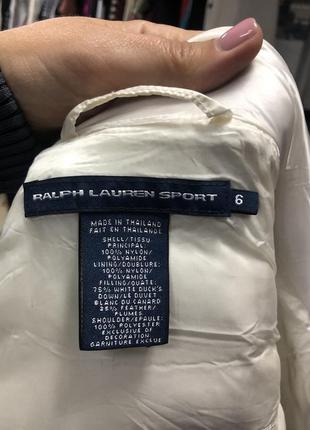 RALPH LAUREN SPORT
6
MADE IN THAILAND
FAIT EN THAILANDE
SHELL/TISSU
PRINCIPAL:
100% NYLON/
POLYAMIDE
LINING/DOUBLURE:
100% NYLON/
POLYAMIDE
FILLING/OUATE:
75% WHITE DUCK'S
DOWN/LE DUVET
BLANC DU CANARD
25% FEATHER/
PLUMES
SHOULDER/EPAULE:
100% POLYESTER
EXCLUSIVE OF
DECORATION
GARNITURE EXCLUE